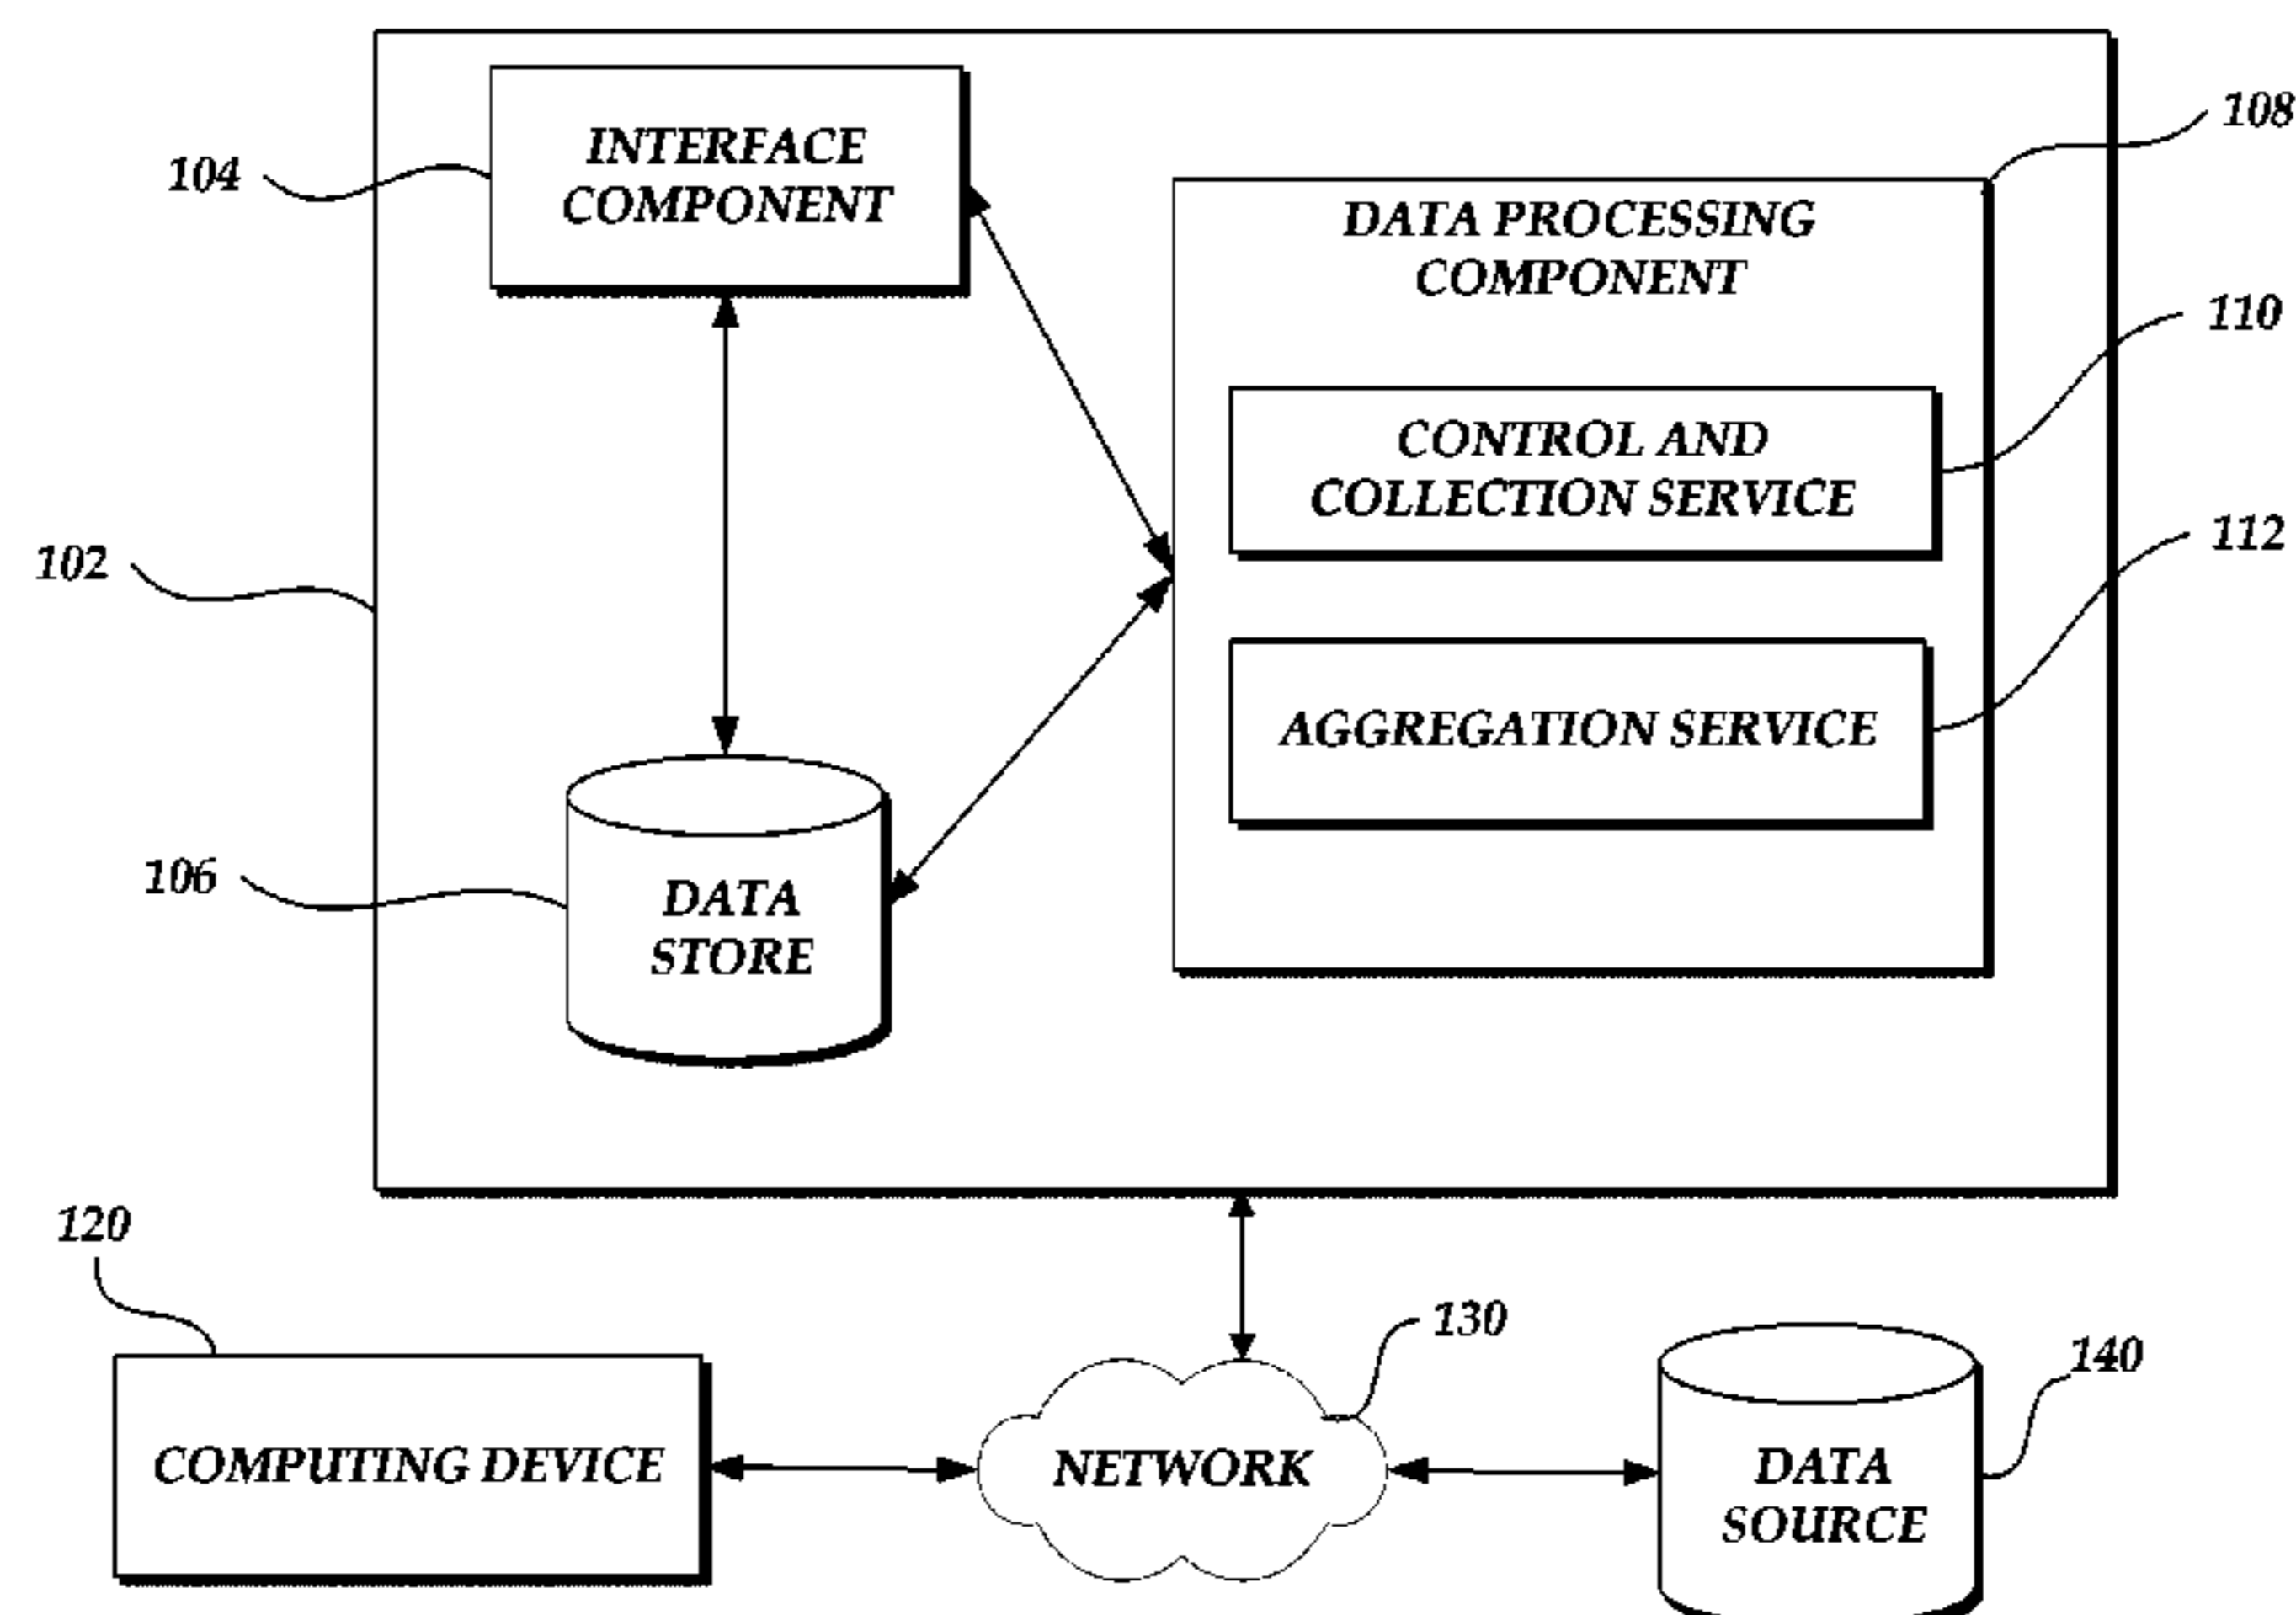 108
INTERFACE
COMPONENT
104
DATA PROCESSING
COMPONENT
110
CONTROL AND
COLLECTION SERVICE
112
102
AGGREGATION SERVICE
106
DATA
STORE
120
130
140
COMPUTING DEVICE
NETWORK
DATA
SOURCE